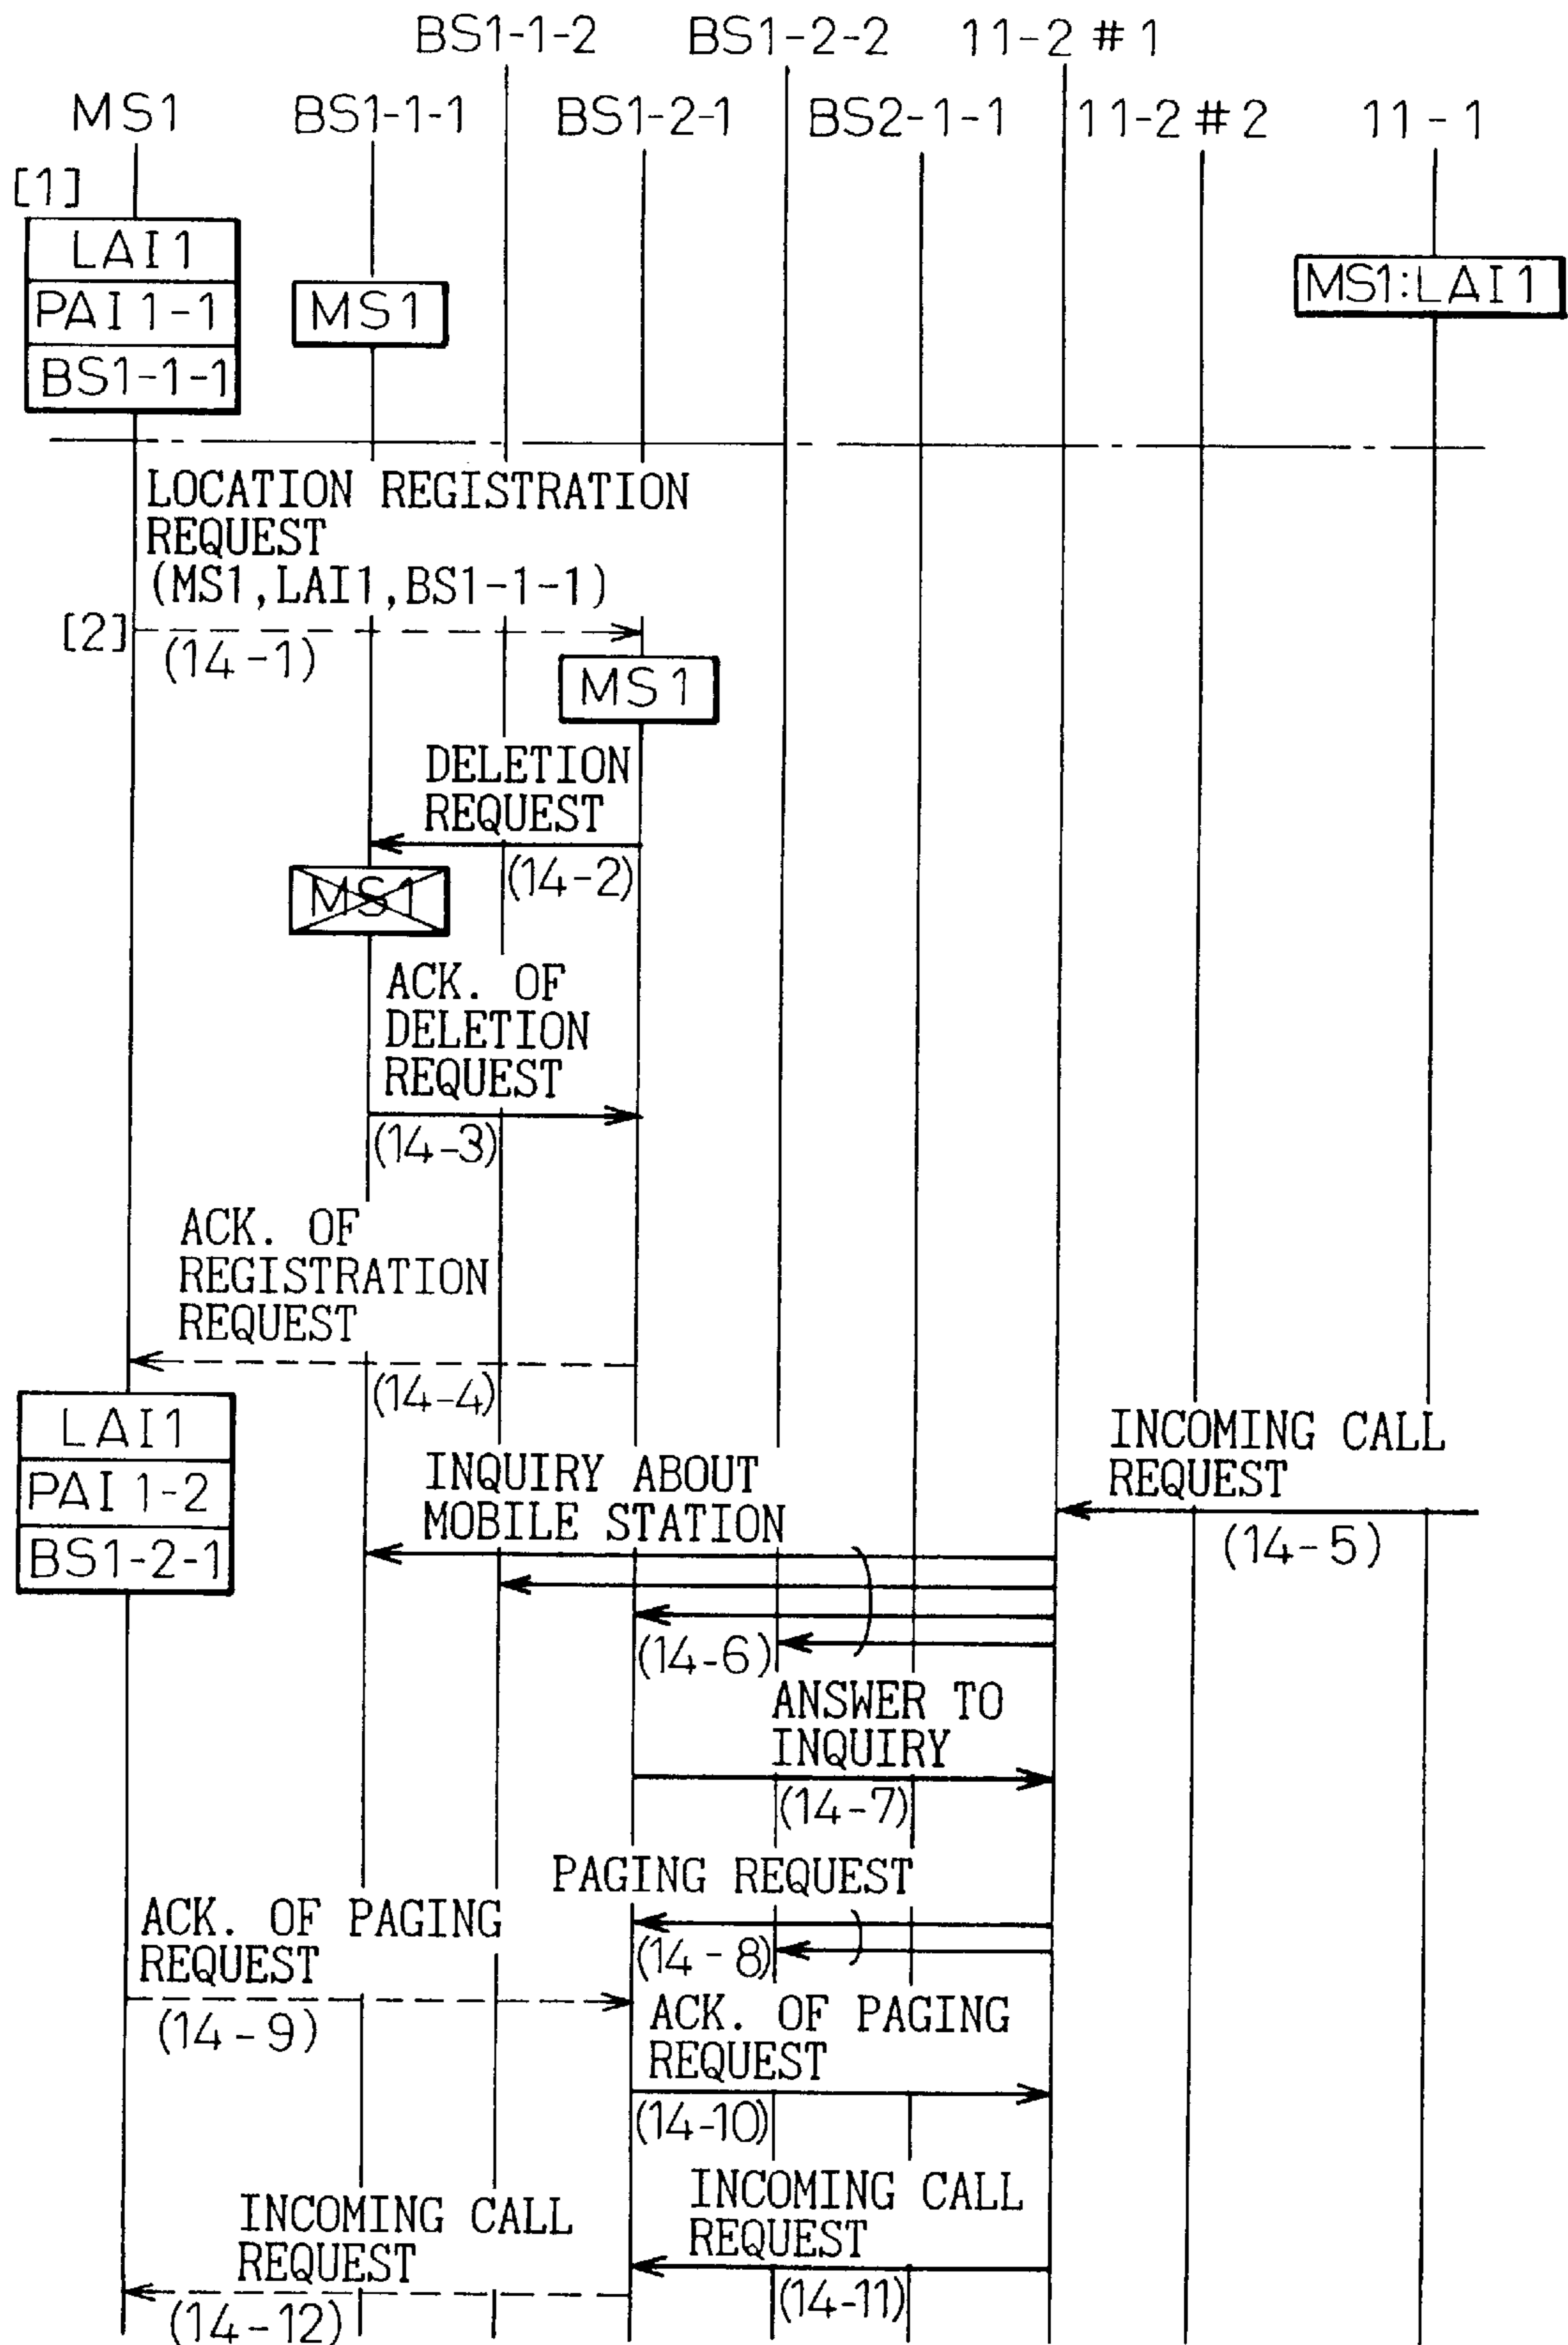 BS1-1-2 BS1-2-2 11-2 #1
MS1 BS1-1-1 BS1-2-1 BS2-1-1 11-2 #2 11-1
[1]
LAI1
PAI1-1
BS1-1-1
MS1
MS1:LAI1
LOCATION REGISTRATION
REQUEST
(MS1,LAI1,BS1-1-1)
[2]
(14-1)
MS1
DELETION
REQUEST
(14-2)
MS1
ACK. OF
DELETION
REQUEST
(14-3)
ACK. OF
REGISTRATION
REQUEST
(14-4)
LAI1
PAI1-2
BS1-2-1
INCOMING CALL
REQUEST
(14-5)
INQUIRY ABOUT
MOBILE STATION
(14-6)
ANSWER TO
INQUIRY
(14-7)
PAGING REQUEST
(14-8)
ACK. OF PAGING
REQUEST
(14-9)
ACK. OF PAGING
REQUEST
(14-10)
INCOMING CALL
REQUEST
(14-11)
INCOMING CALL
REQUEST
(14-12)